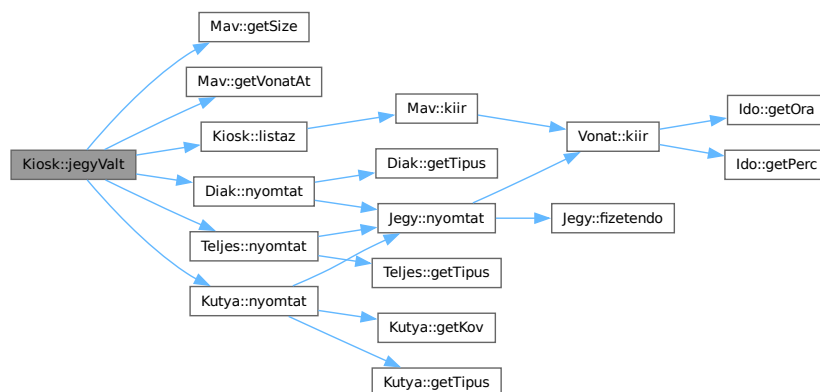 Mav::getSize
Mav::getVonatAt
Mav::kiir
Ido::getOra
Kiosk::listaz
Vonat::kiir
Kiosk::jegyValt
Diak::getTipus
Ido::getPerc
Diak::nyomtat
Jegy::nyomtat
Jegy::fizetendo
Teljes::nyomtat
Teljes::getTipus
Kutya::nyomtat
Kutya::getKov
Kutya::getTipus